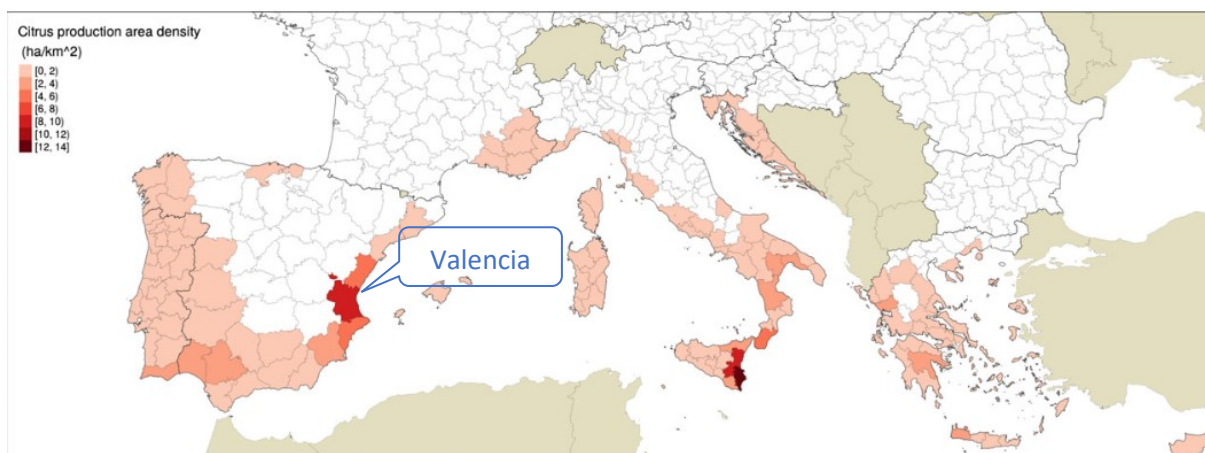 Citrus production area density
(ha/km^2)
[0, 2)
[2, 4)
[4, 6)
[6, 8)
[8, 10)
[10, 12)
[12, 14]
Valencia